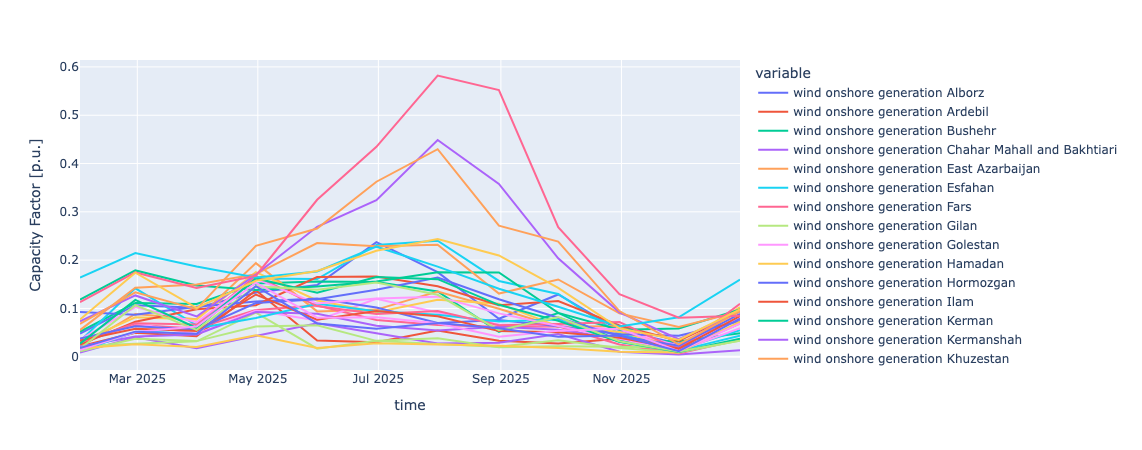 Capacity Factor [p.u.]
0.6
0.5
0.4
0.3
0.2
0.1
0
Mar 2025
May 2025
Jul 2025
Sep 2025
Nov 2025
time
variable
wind onshore generation Alborz
wind onshore generation Ardebil
wind onshore generation Bushehr
wind onshore generation Chahar Mahall and Bakhtiari
wind onshore generation East Azarbaijan
wind onshore generation Esfahan
wind onshore generation Fars
wind onshore generation Gilan
wind onshore generation Golestan
wind onshore generation Hamadan
wind onshore generation Hormozgan
wind onshore generation Ilam
wind onshore generation Kerman
wind onshore generation Kermanshah
wind onshore generation Khuzestan